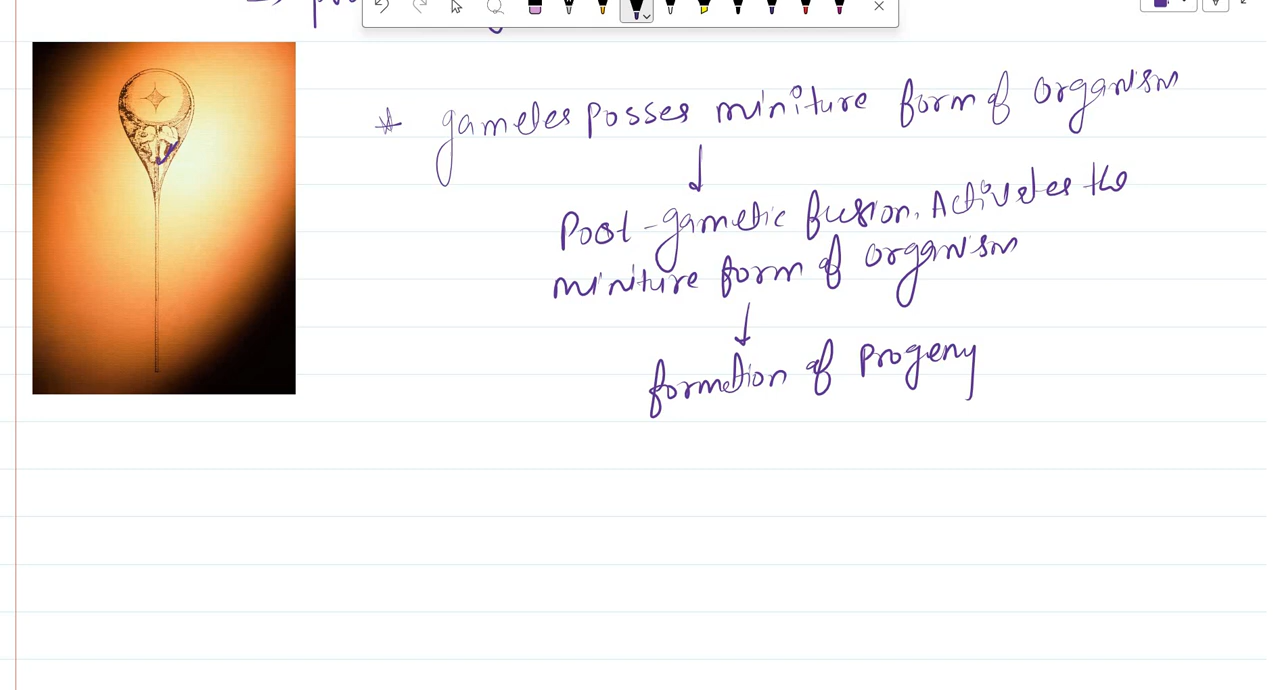 * gametes posses miniture form of organism
↓
Post-gametic fusion, Activates the
miniture form of organism
↓
formation of progeny